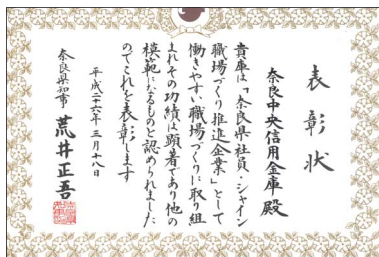 表彰状
奈良中央信用金庫 殿
貴庫は「奈良県社員・シャイン
職場づくり推進企業」として
働きやすい職場づくりに取り組
まれその功績は顕著であり他の
模範になるものと認められました
のでこれを表彰します
平成二十六年三月十八日
奈良県知事 荒井正吾